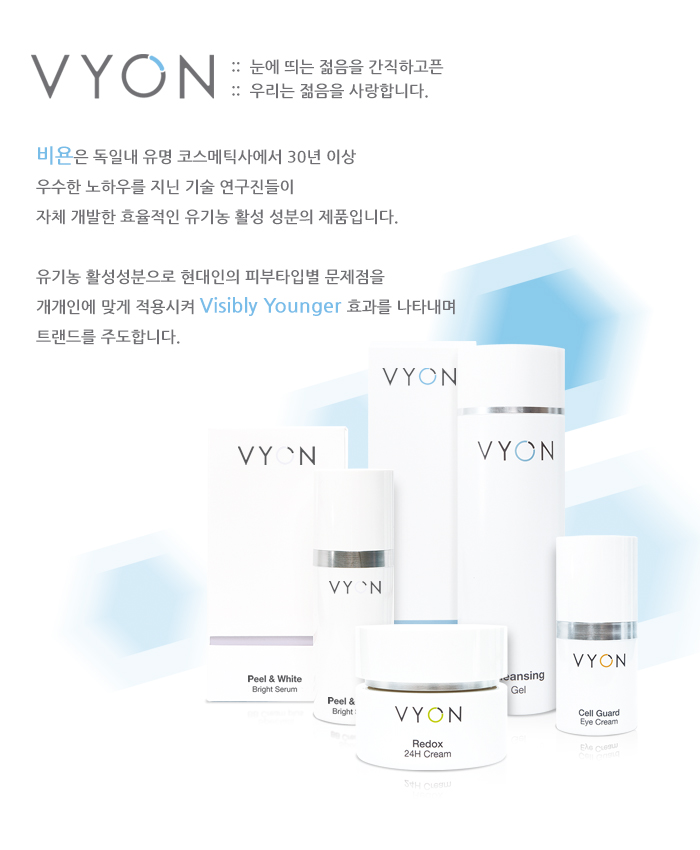 VYON
:: 눈에 띄는 젊음을 간직하고픈
:: 우리는 젊음을 사랑합니다.
비욘은 독일내 유명 코스메틱사에서 30년 이상
우수한 노하우를 지닌 기술 연구진들이
자체 개발한 효율적인 유기농 활성 성분의 제품입니다.
유기농 활성성분으로 현대인의 피부타입별 문제점을
개개인에 맞게 적용시켜 Visibly Younger 효과를 나타내며
트랜드를 주도합니다.
VYON
VYON
VYON
Peel & White
Bright Serum
VYON
Peel &
Bright
VYON
Redox
24H Cream
Gel
VYON
Cell Guard
Eye Cream